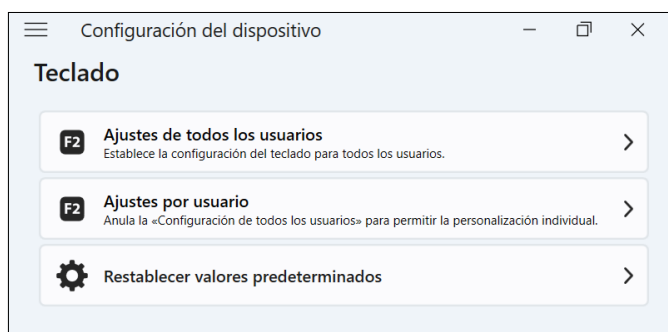 Configuración del dispositivo
Teclado
F2
Ajustes de todos los usuarios
Establece la configuración del teclado para todos los usuarios.
F2
Ajustes por usuario
Anula la «Configuración de todos los usuarios» para permitir la personalización individual.
Restablecer valores predeterminados